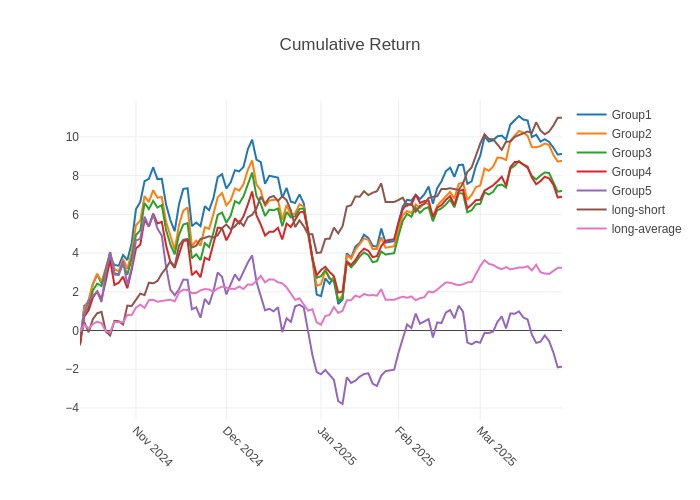 Cumulative Return
10
8
6
4
2
0
−2
−4
Nov 2024
Dec 2024
Jan 2025
Feb 2025
Mar 2025
Group1
Group2
Group3
Group4
Group5
long-short
long-average